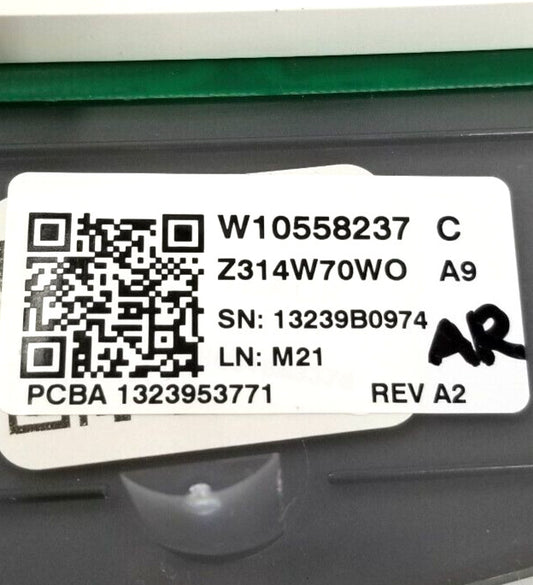 W10558237 C
Z314W70WO A9
SN: 13239B0974
LN: M21
AR
PCBA 1323953771 REV A2